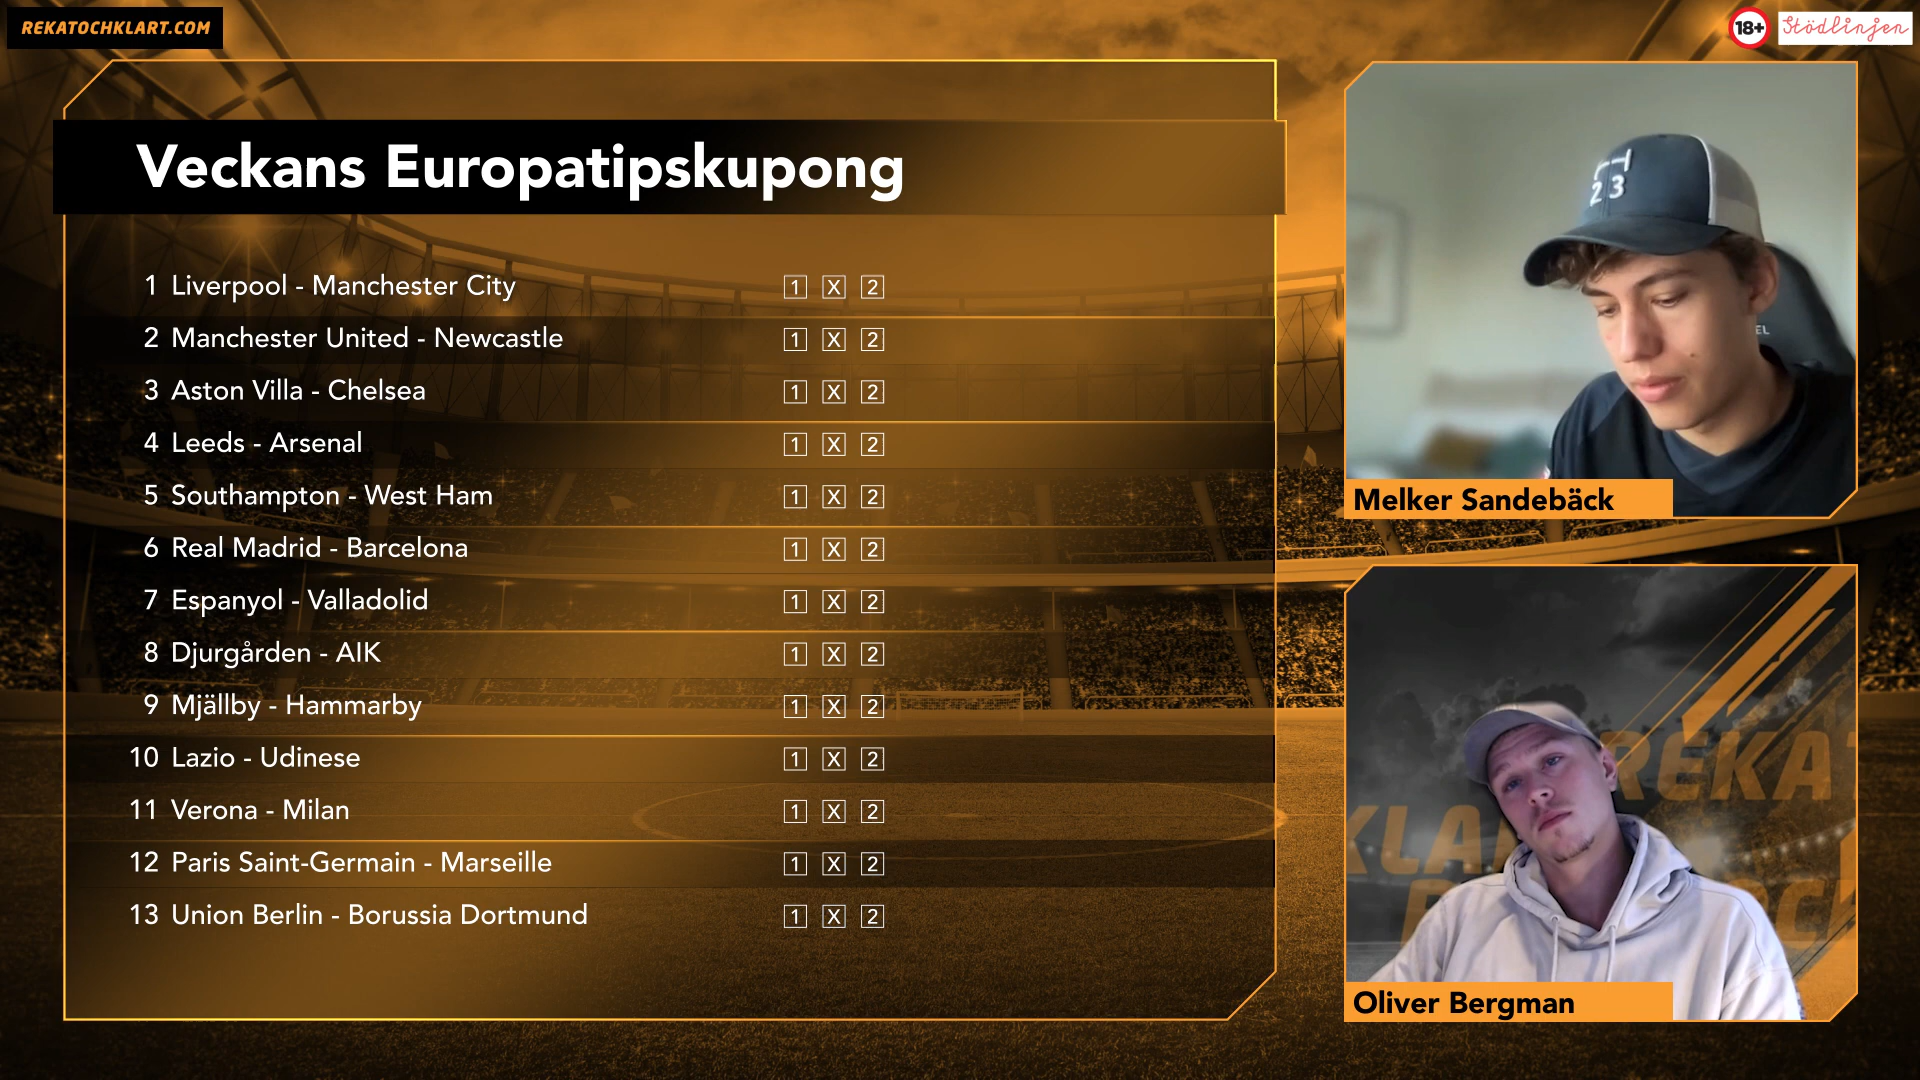 REKATOCHKLART.COM
18+ Stödlinjen
Veckans Europatipskupong
1 Liverpool - Manchester City 1 X 2
2 Manchester United - Newcastle 1 X 2
3 Aston Villa - Chelsea 1 X 2
4 Leeds - Arsenal 1 X 2
5 Southampton - West Ham 1 X 2
6 Real Madrid - Barcelona 1 X 2
7 Espanyol - Valladolid 1 X 2
8 Djurgården - AIK 1 X 2
9 Mjällby - Hammarby 1 X 2
10 Lazio - Udinese 1 X 2
11 Verona - Milan 1 X 2
12 Paris Saint-Germain - Marseille 1 X 2
13 Union Berlin - Borussia Dortmund 1 X 2
23
EL
Melker Sandebäck
REKAT
KLA
Oliver Bergman